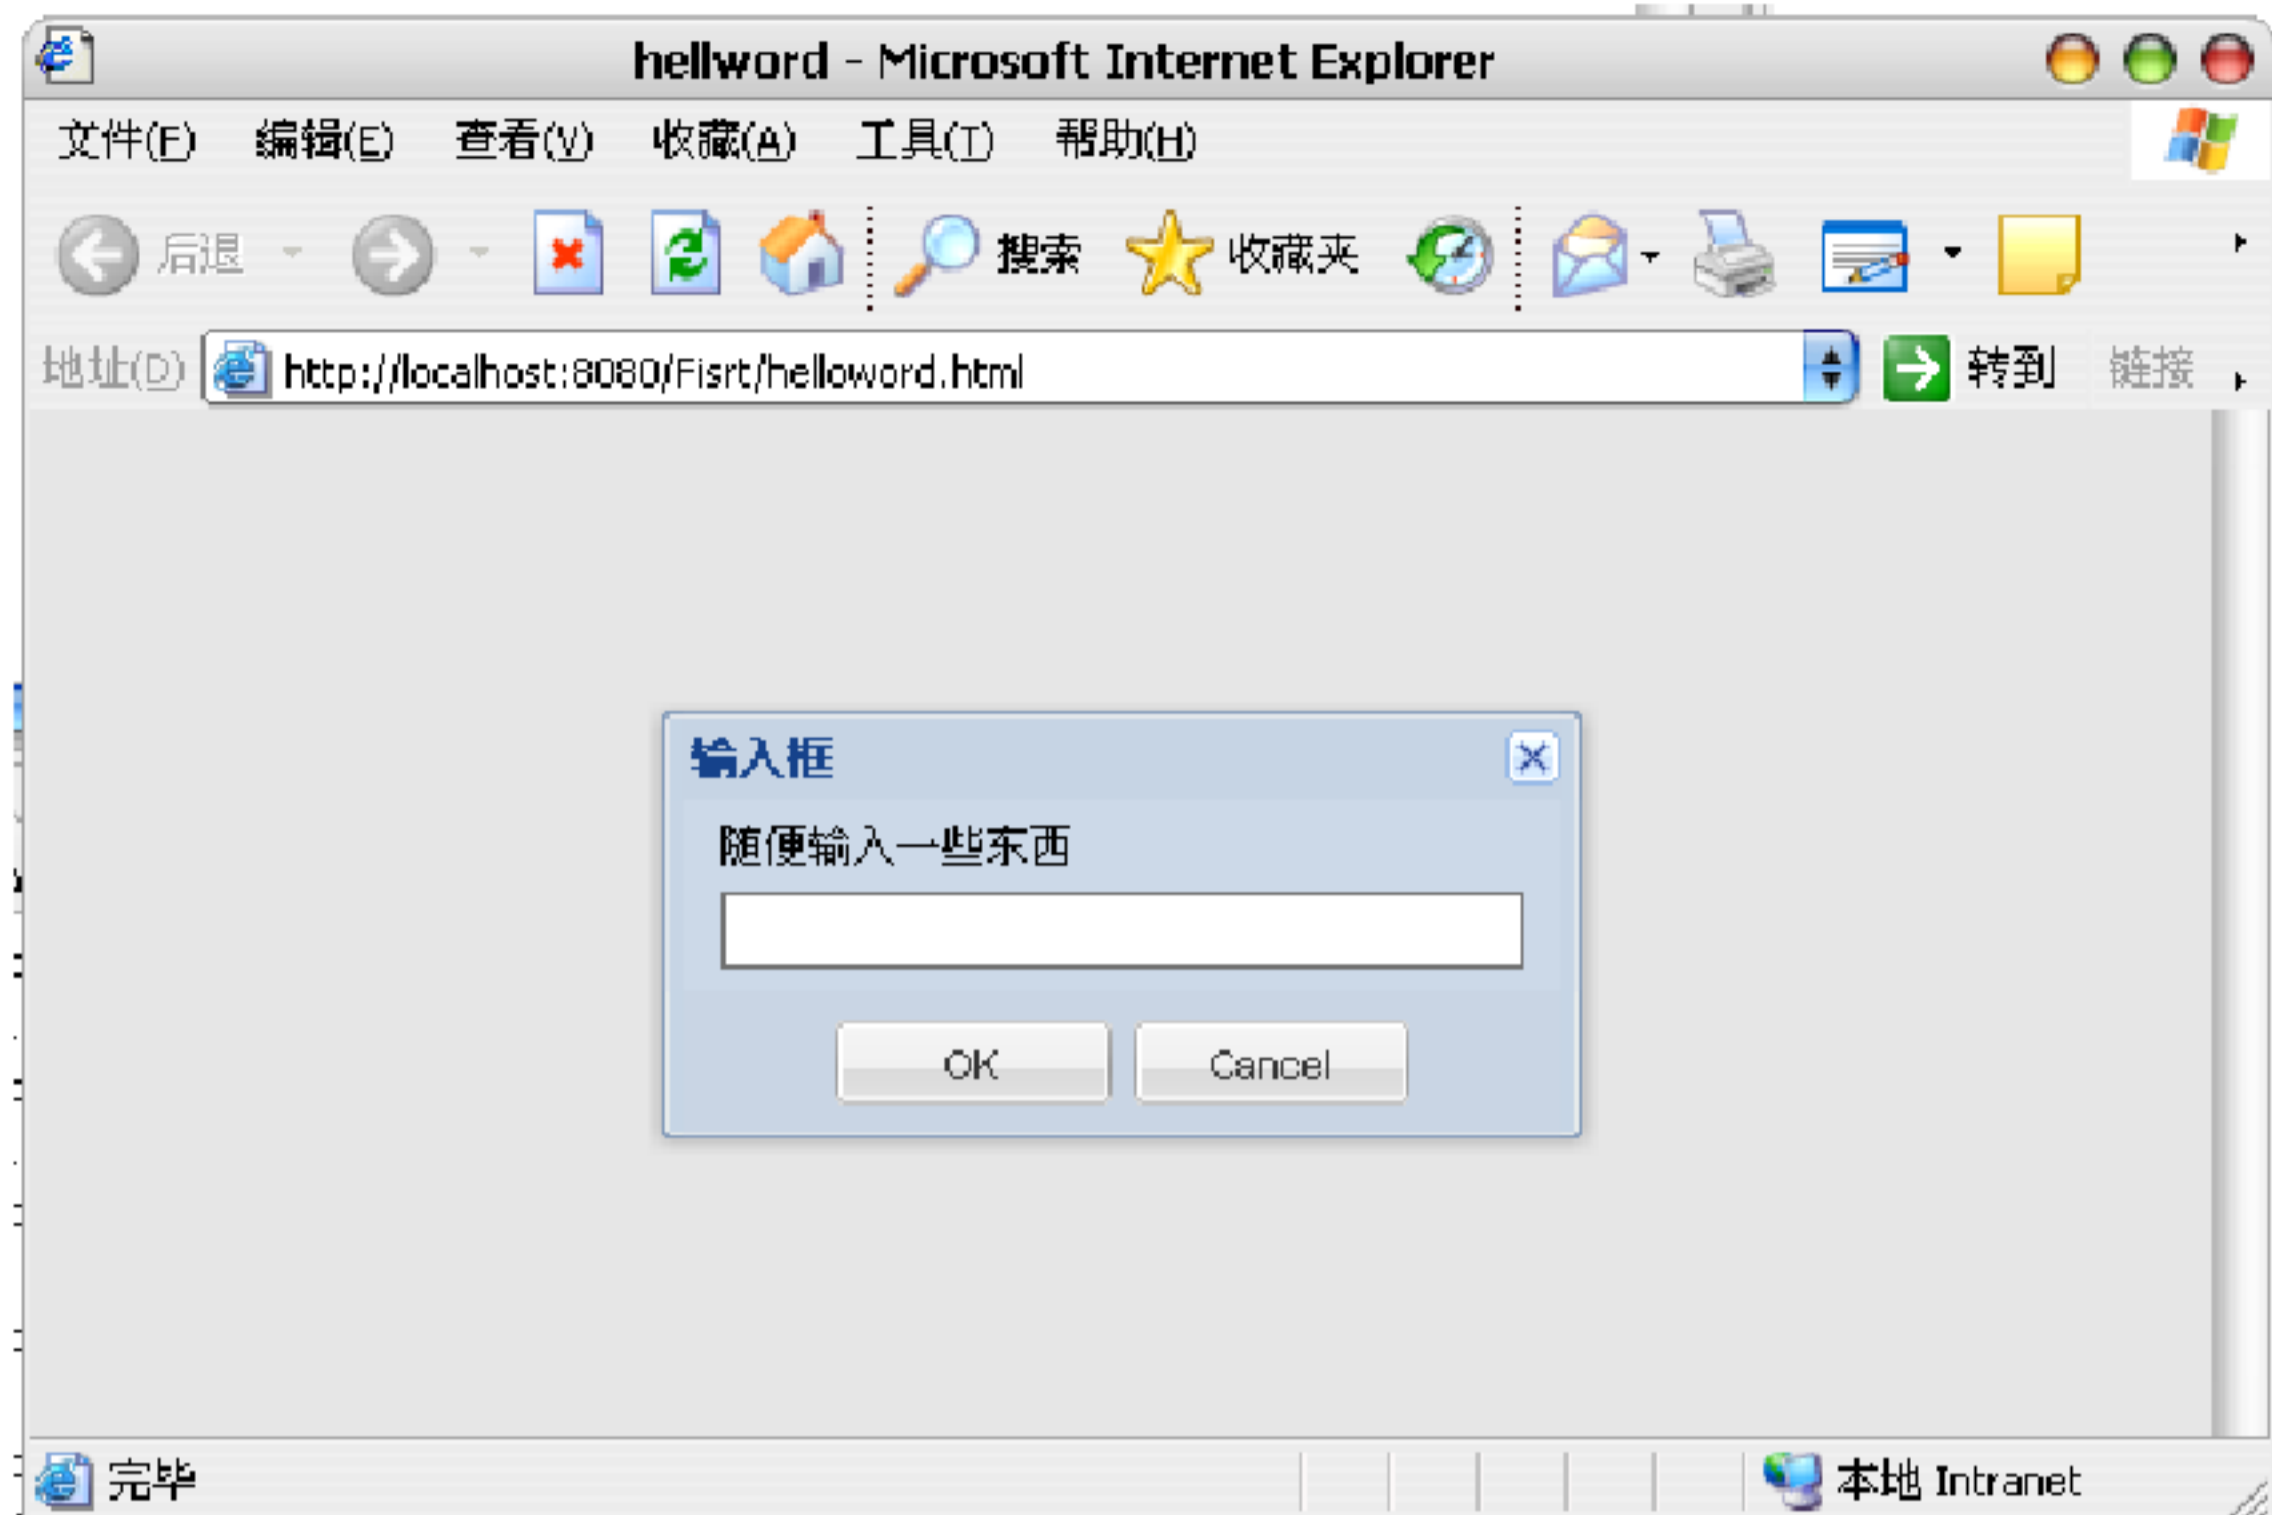 hellword - Microsoft Internet Explorer
文件(F) 编辑(E) 查看(V) 收藏(A) 工具(T) 帮助(H)
后退 搜索 收藏夹
地址(D) http://localhost:8080/Fisrt/helloword.html 转到 链接
输入框
随便输入一些东西
OK Cancel
完毕 本地 Intranet